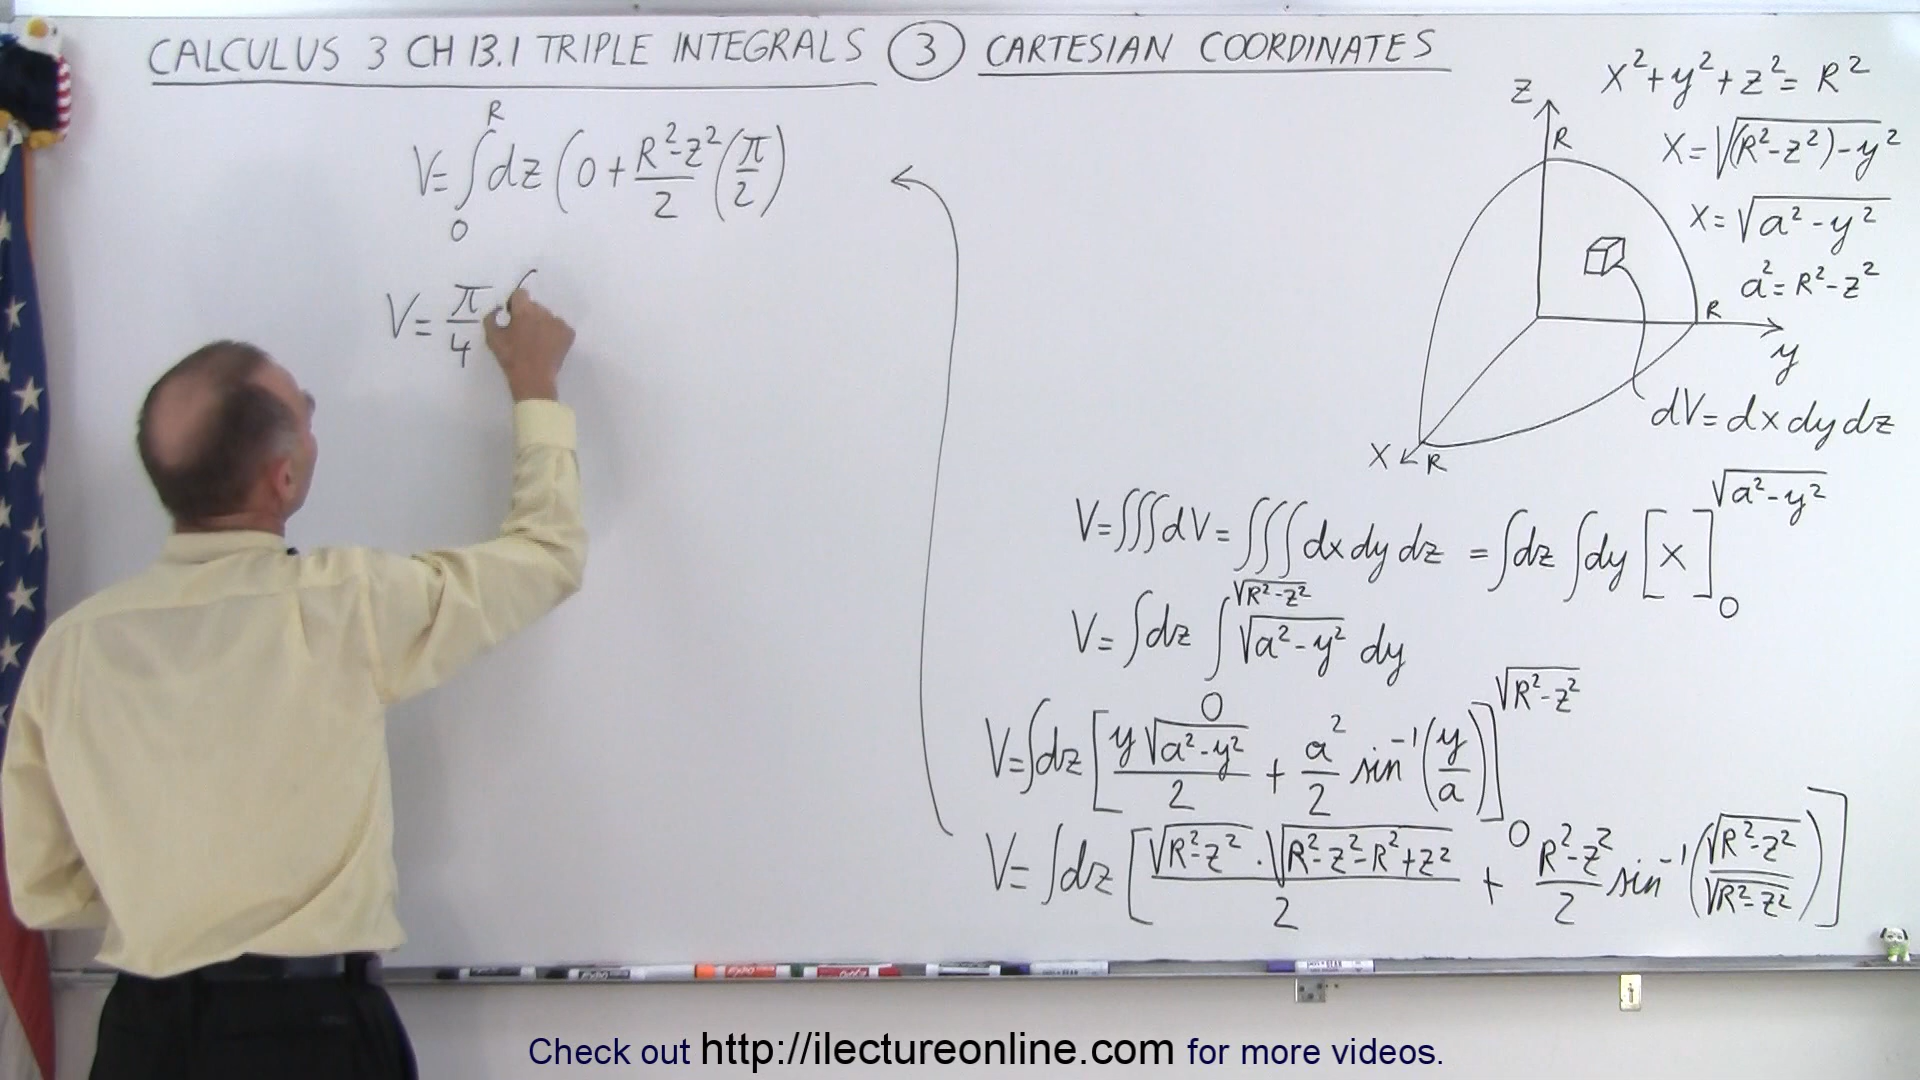 CALCULUS 3 CH 13.1 TRIPLE INTEGRALS ③ CARTESIAN COORDINATES
V=∫₀ᴿ dz (0 + (R²-z²)/2 (π/2))
V= π/4 ∫
x²+y²+z²= R²
X=√((R²-z²)-y²)
X=√(a²-y²)
a²= R²-z²
Z
R
R
y
X
R
dV= dx dy dz
V=∫∫∫dV= ∫∫∫dx dy dz = ∫dz ∫dy [x]₀^√(a²-y²)
V= ∫dz ∫₀^√(R²-z²) √(a²-y²) dy
V=∫dz [ y√(a²-y²)/2 + a²/2 sin⁻¹(y/a) ]₀^√(R²-z²)
V= ∫dz [ √(R²-z²)·√(R²-z²-R²+z²)/2 + (R²-z²)/2 sin⁻¹(√(R²-z²)/√(R²-z²)) ]
Check out http://ilectureonline.com for more videos.